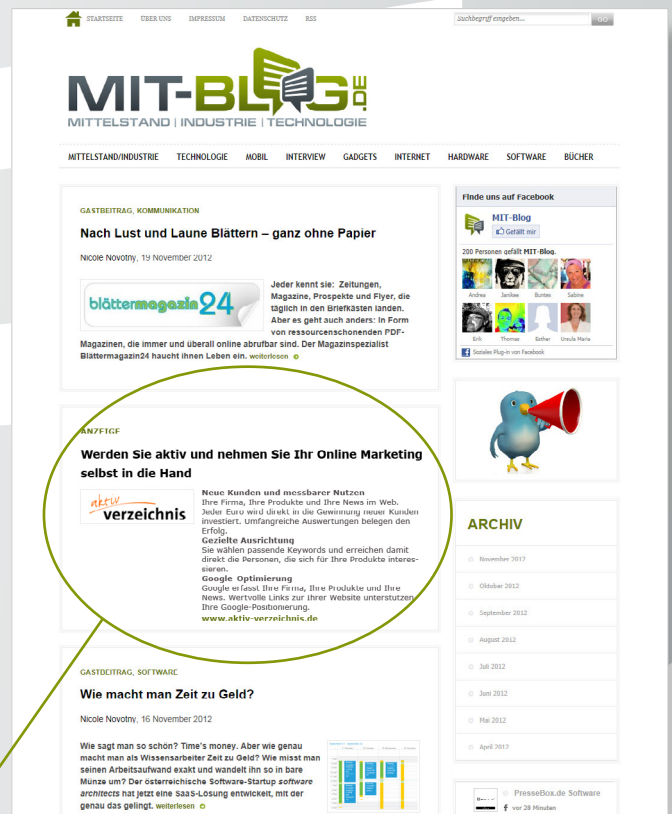 STARTSEITE ÜBER UNS IMPRESSUM DATENSCHUTZ RSS
Suchbegriff eingeben... GO
MIT-BLOG.DE
MITTELSTAND | INDUSTRIE | TECHNOLOGIE
MITTELSTAND/INDUSTRIE TECHNOLOGIE MOBIL INTERVIEW GADGETS INTERNET HARDWARE SOFTWARE BÜCHER
GASTBEITRAG, KOMMUNIKATION
Nach Lust und Laune Blättern – ganz ohne Papier
Nicole Novotny, 19 November 2012
blättermagazin24
Jeder kennt sie: Zeitungen,
Magazine, Prospekte und Flyer, die
täglich in den Briefkästen landen.
Aber es geht auch anders: In Form
von ressourcenschonenden PDF-
Magazinen, die immer und überall online abrufbar sind. Der Magazinspezialist
Blättermagazin24 haucht ihnen Leben ein. weiterlesen
ANZEIGE
Werden Sie aktiv und nehmen Sie Ihr Online Marketing
selbst in die Hand
aktiv
verzeichnis
Neue Kunden und messbarer Nutzen
Ihre Firma, Ihre Produkte und Ihre News im Web.
Jeder Euro wird direkt in die Gewinnung neuer Kunden
investiert. Umfangreiche Auswertungen belegen den
Erfolg.
Gezielte Ausrichtung
Sie wählen passende Keywords und erreichen damit
direkt die Personen, die sich für Ihre Produkte interes-
sieren.
Google Optimierung
Google erfasst Ihre Firma, Ihre Produkte und Ihre
News. Wertvolle Links zur Ihrer Website unterstutzen
Ihre Google-Positionierung.
www.aktiv-verzeichnis.de
GASTBEITRAG, SOFTWARE
Wie macht man Zeit zu Geld?
Nicole Novotny, 16 November 2012
Wie sagt man so schön? Time's money. Aber wie genau
macht man als Wissensarbeiter Zeit zu Geld? Wie misst man
seinen Arbeitsaufwand exakt und wandelt ihn so in bare
Münze um? Der österreichische Software-Startup software
architects hat jetzt eine SaaS-Lösung entwickelt, mit der
genau das gelingt. weiterlesen
Finde uns auf Facebook
MIT-Blog
Gefällt mir
200 Personen gefällt MIT-Blog.
Andrea Janikee Buntes Sabine
Erik Thomas Esther Ursula Maria
Soziales Plug-in von Facebook
ARCHIV
November 2012
Oktober 2012
September 2012
August 2012
Juli 2012
Juni 2012
Mai 2012
April 2012
PresseBox.de Software
vor 28 Minuten